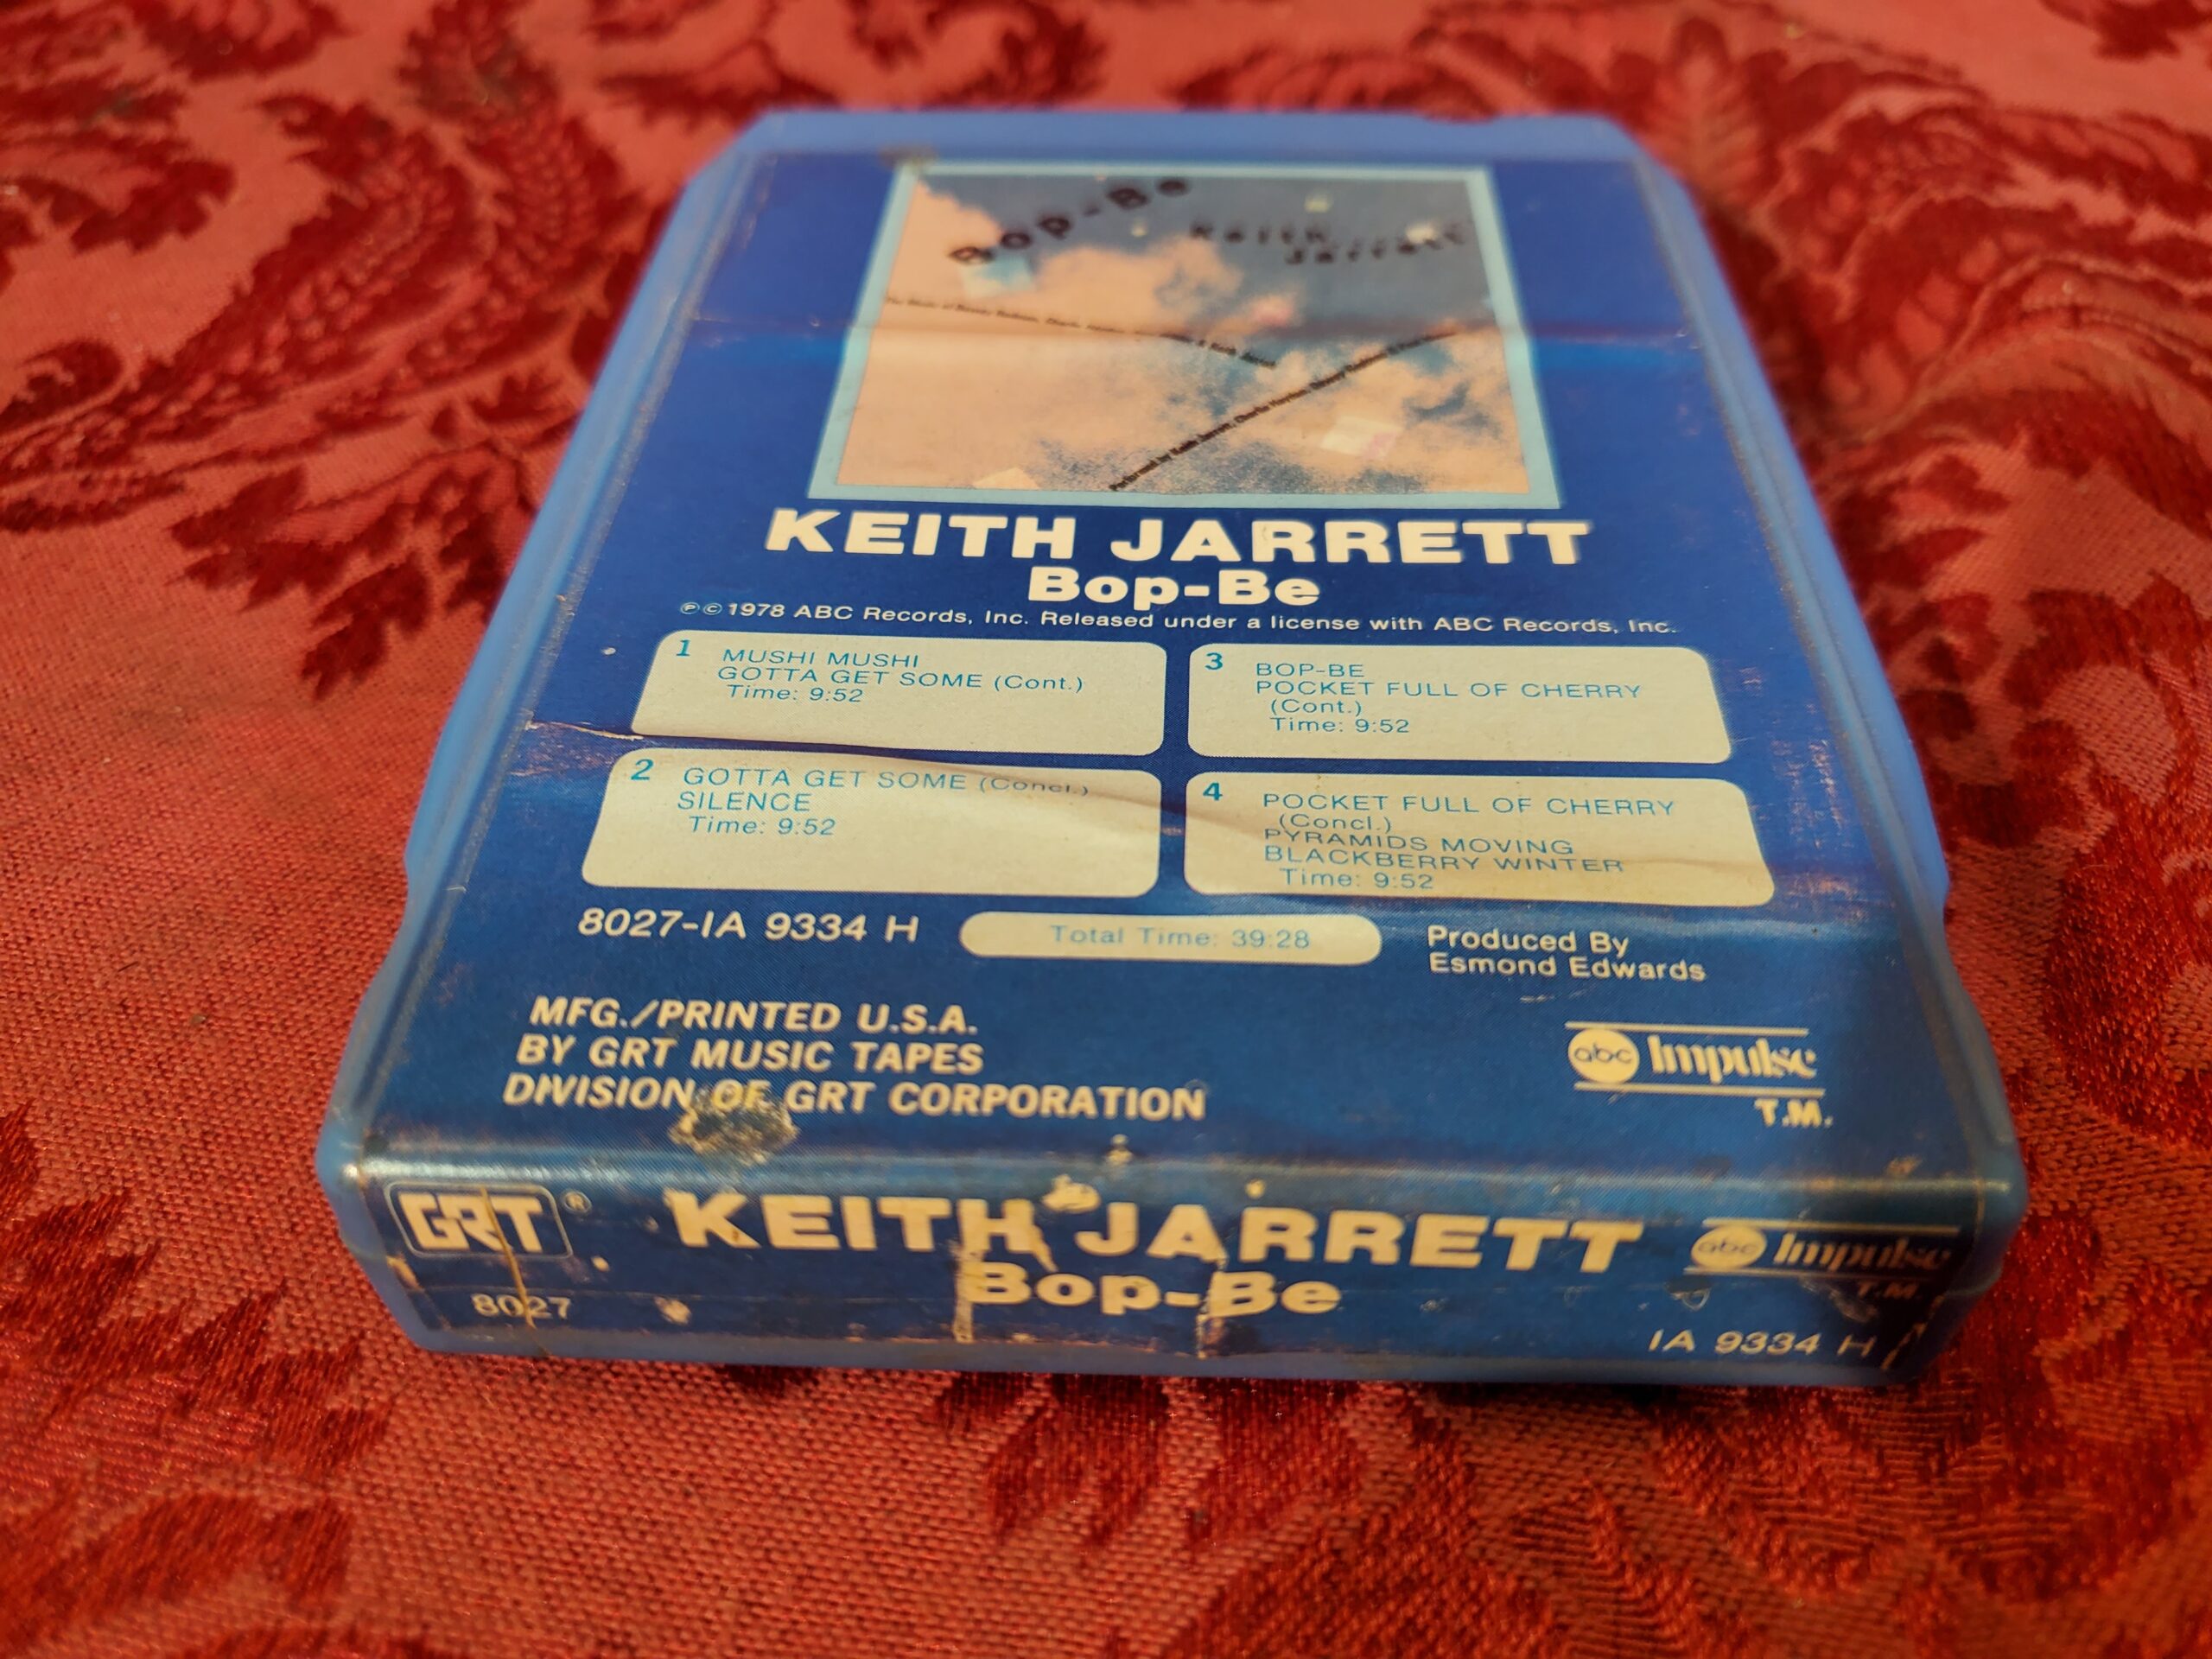 Bop-Be
Keith
Jarrett
KEITH JARRETT
Bop-Be
℗©1978 ABC Records, Inc. Released under a license with ABC Records, Inc.
1 MUSHI MUSHI
GOTTA GET SOME (Cont.)
Time: 9:52
2 GOTTA GET SOME (Concl.)
SILENCE
Time: 9:52
3 BOP-BE
POCKET FULL OF CHERRY
(Cont.)
Time: 9:52
4 POCKET FULL OF CHERRY
(Concl.)
PYRAMIDS MOVING
BLACKBERRY WINTER
Time: 9:52
8027-IA 9334 H
Total Time: 39:28
Produced By
Esmond Edwards
MFG./PRINTED U.S.A.
BY GRT MUSIC TAPES
DIVISION OF GRT CORPORATION
abc Impulse
T.M.
GRT®
KEITH JARRETT
Bop-Be
abc Impulse
T.M.
8027
IA 9334 H